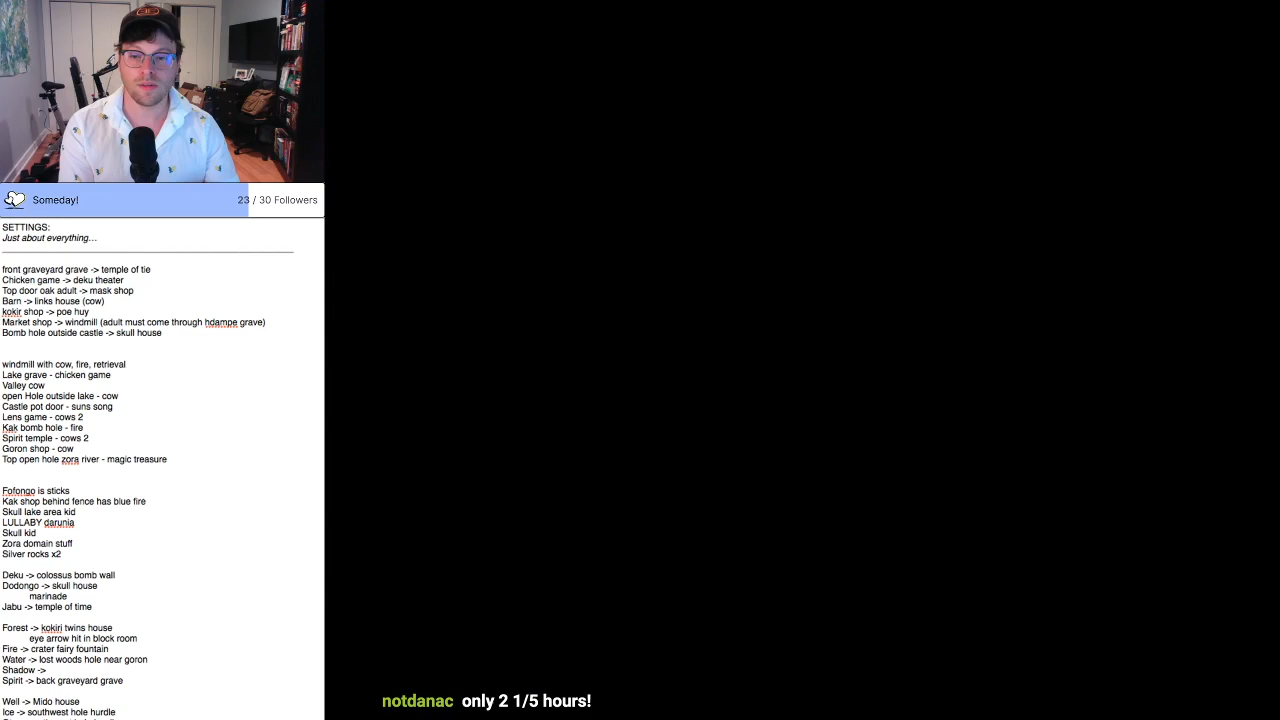 Someday!
23 / 30 Followers
SETTINGS:
Just about everything...
front graveyard grave -> temple of tie
Chicken game -> deku theater
Top door oak adult -> mask shop
Barn -> links house (cow)
kokir shop -> poe huy
Market shop -> windmill (adult must come through hdampe grave)
Bomb hole outside castle -> skull house
windmill with cow, fire, retrieval
Lake grave - chicken game
Valley cow
open Hole outside lake - cow
Castle pot door - suns song
Lens game - cows 2
Kak bomb hole - fire
Spirit temple - cows 2
Goron shop - cow
Top open hole zora river - magic treasure
Fofongo is sticks
Kak shop behind fence has blue fire
Skull lake area kid
LULLABY darunia
Skull kid
Zora domain stuff
Silver rocks x2
Deku -> colossus bomb wall
Dodongo -> skull house
marinade
Jabu -> temple of time
Forest -> kokiri twins house
eye arrow hit in block room
Fire -> crater fairy fountain
Water -> lost woods hole near goron
Shadow ->
Spirit -> back graveyard grave
Well -> Mido house
Ice -> southwest hole hurdle
notdanac only 2 1/5 hours!